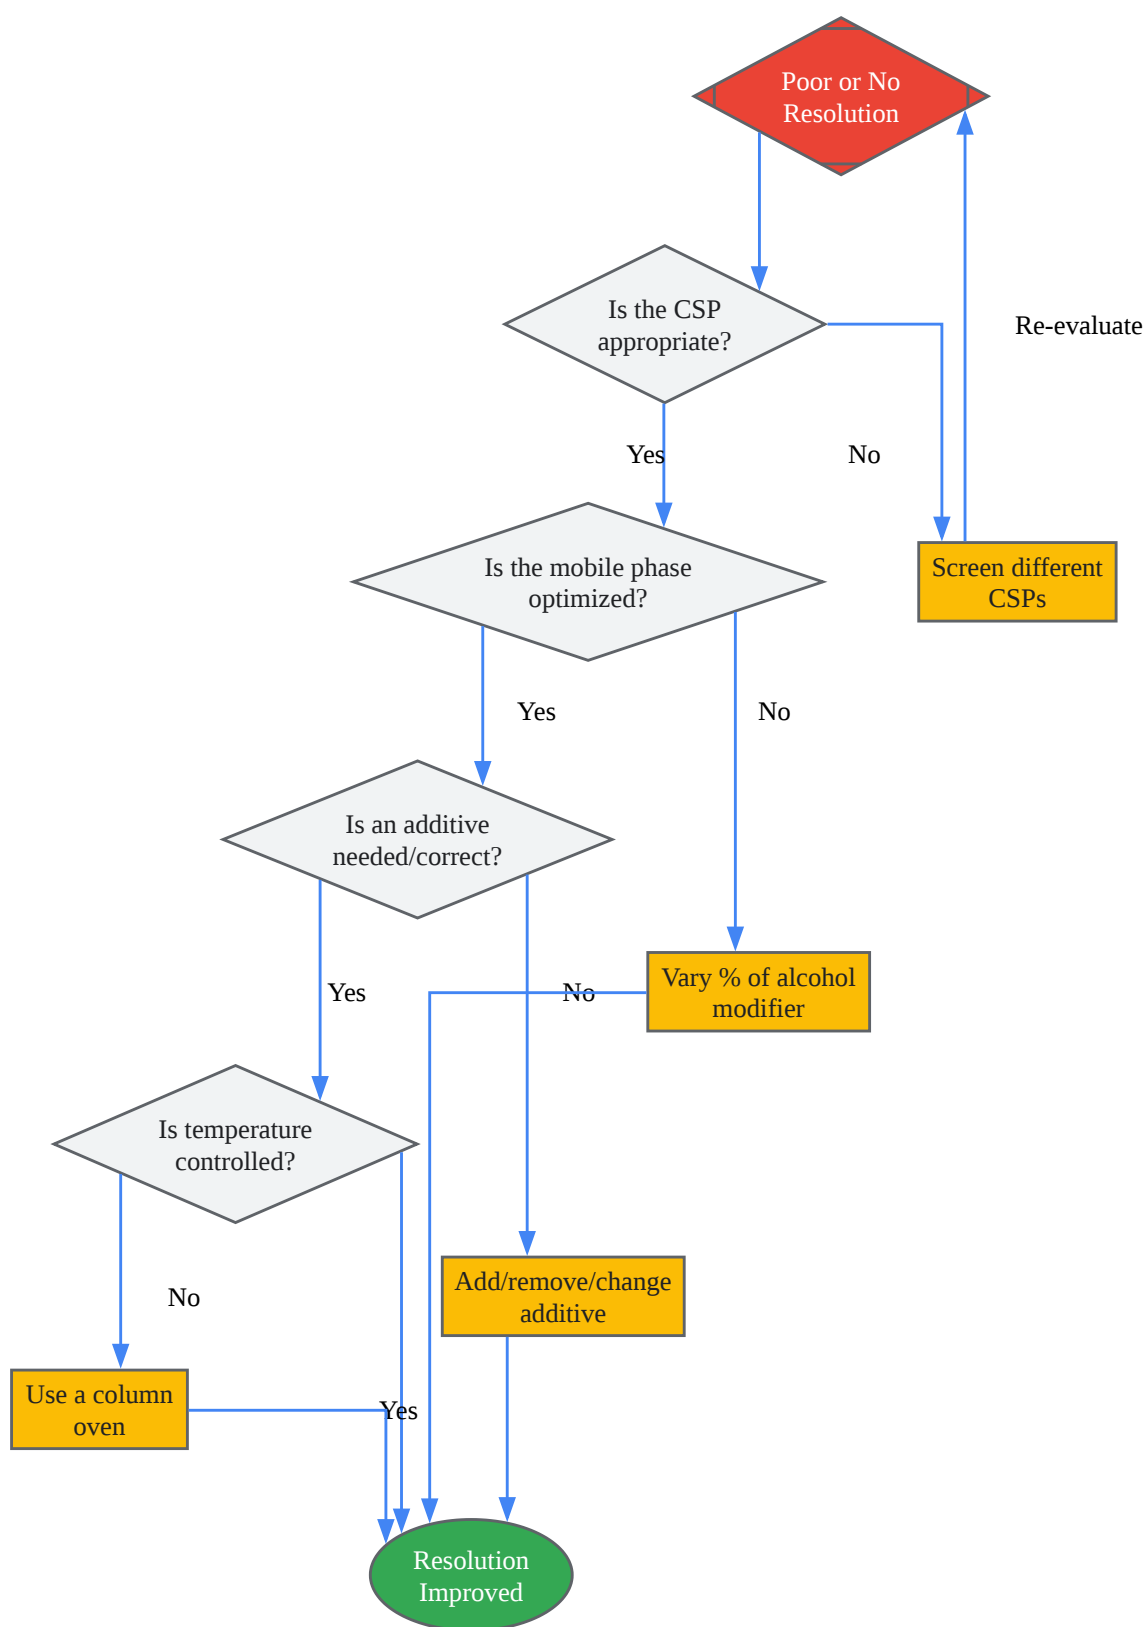 Poor or No
Resolution
Is the CSP
appropriate?
Re-evaluate
Yes
No
Is the mobile phase
optimized?
Screen different
CSPs
Yes
No
Is an additive
needed/correct?
Yes
No
Vary % of alcohol
modifier
Is temperature
controlled?
No
Add/remove/change
additive
Use a column
oven
Yes
Resolution
Improved